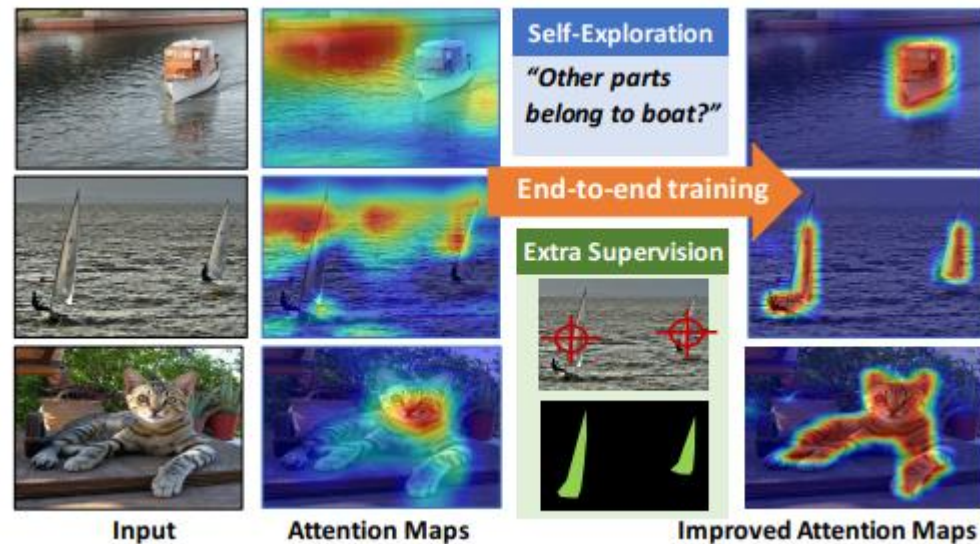 Self-Exploration
“Other parts
belong to boat?”
End-to-end training
Extra Supervision
Input
Attention Maps
Improved Attention Maps